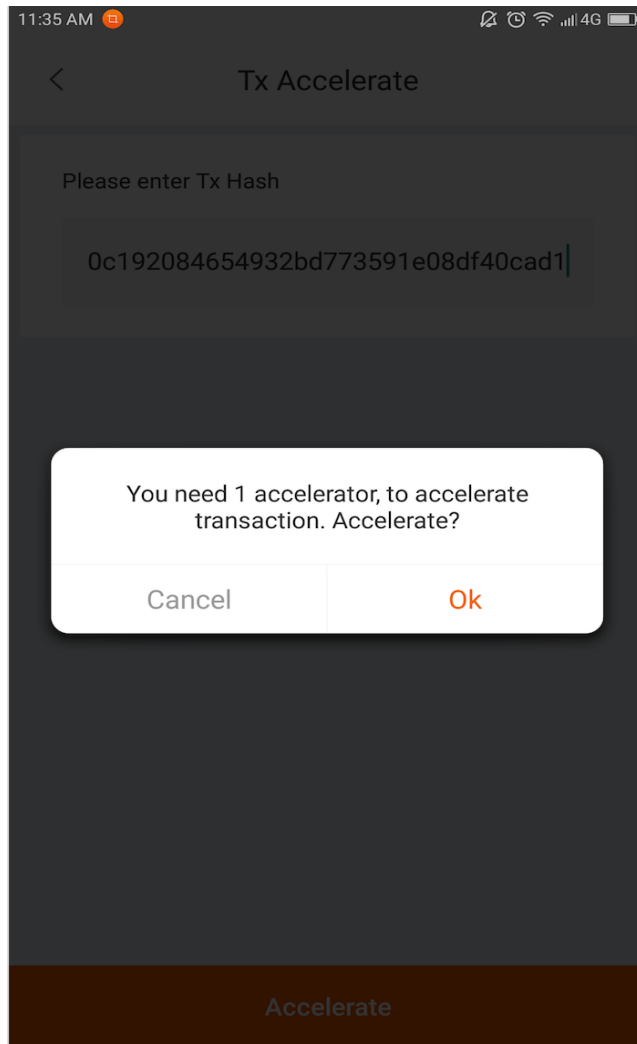 11:35 AM 4G
Tx Accelerate
Please enter Tx Hash
0c192084654932bd773591e08df40cad1
You need 1 accelerator, to accelerate
transaction. Accelerate?
Cancel Ok
Accelerate